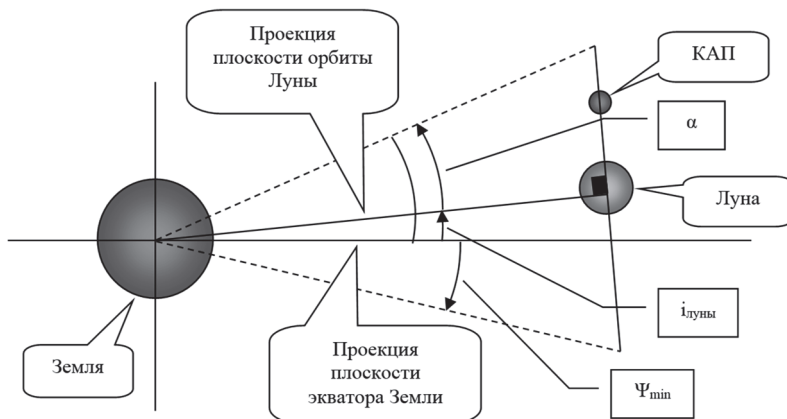 Проекция
плоскости орбиты
Луны
КАП
α
Луна
Земля
Проекция
плоскости
экватора Земли
iлуны
Ψmin